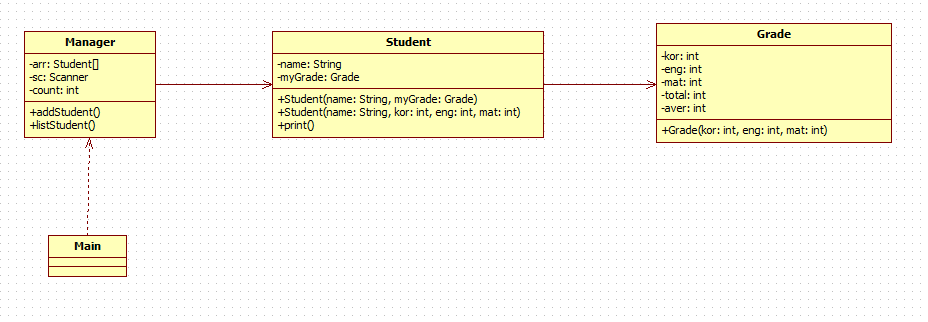 Manager
-arr: Student[]
-sc: Scanner
-count: int
+addStudent()
+listStudent()
Student
-name: String
-myGrade: Grade
+Student(name: String, myGrade: Grade)
+Student(name: String, kor: int, eng: int, mat: int)
+print()
Grade
-kor: int
-eng: int
-mat: int
-total: int
-aver: int
+Grade(kor: int, eng: int, mat: int)
Main